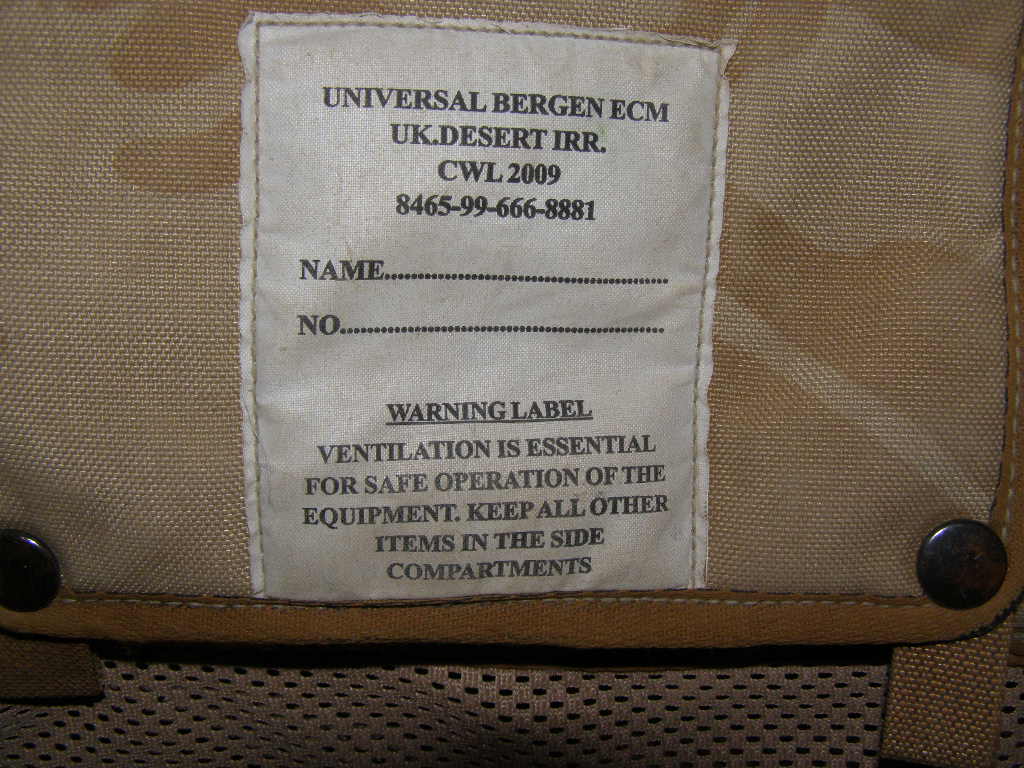 UNIVERSAL BERGEN ECM
UK.DESERT IRR.
CWL 2009
8465-99-666-8881
NAME............................................
NO.................................................
WARNING LABEL
VENTILATION IS ESSENTIAL
FOR SAFE OPERATION OF THE
EQUIPMENT. KEEP ALL OTHER
ITEMS IN THE SIDE
COMPARTMENTS